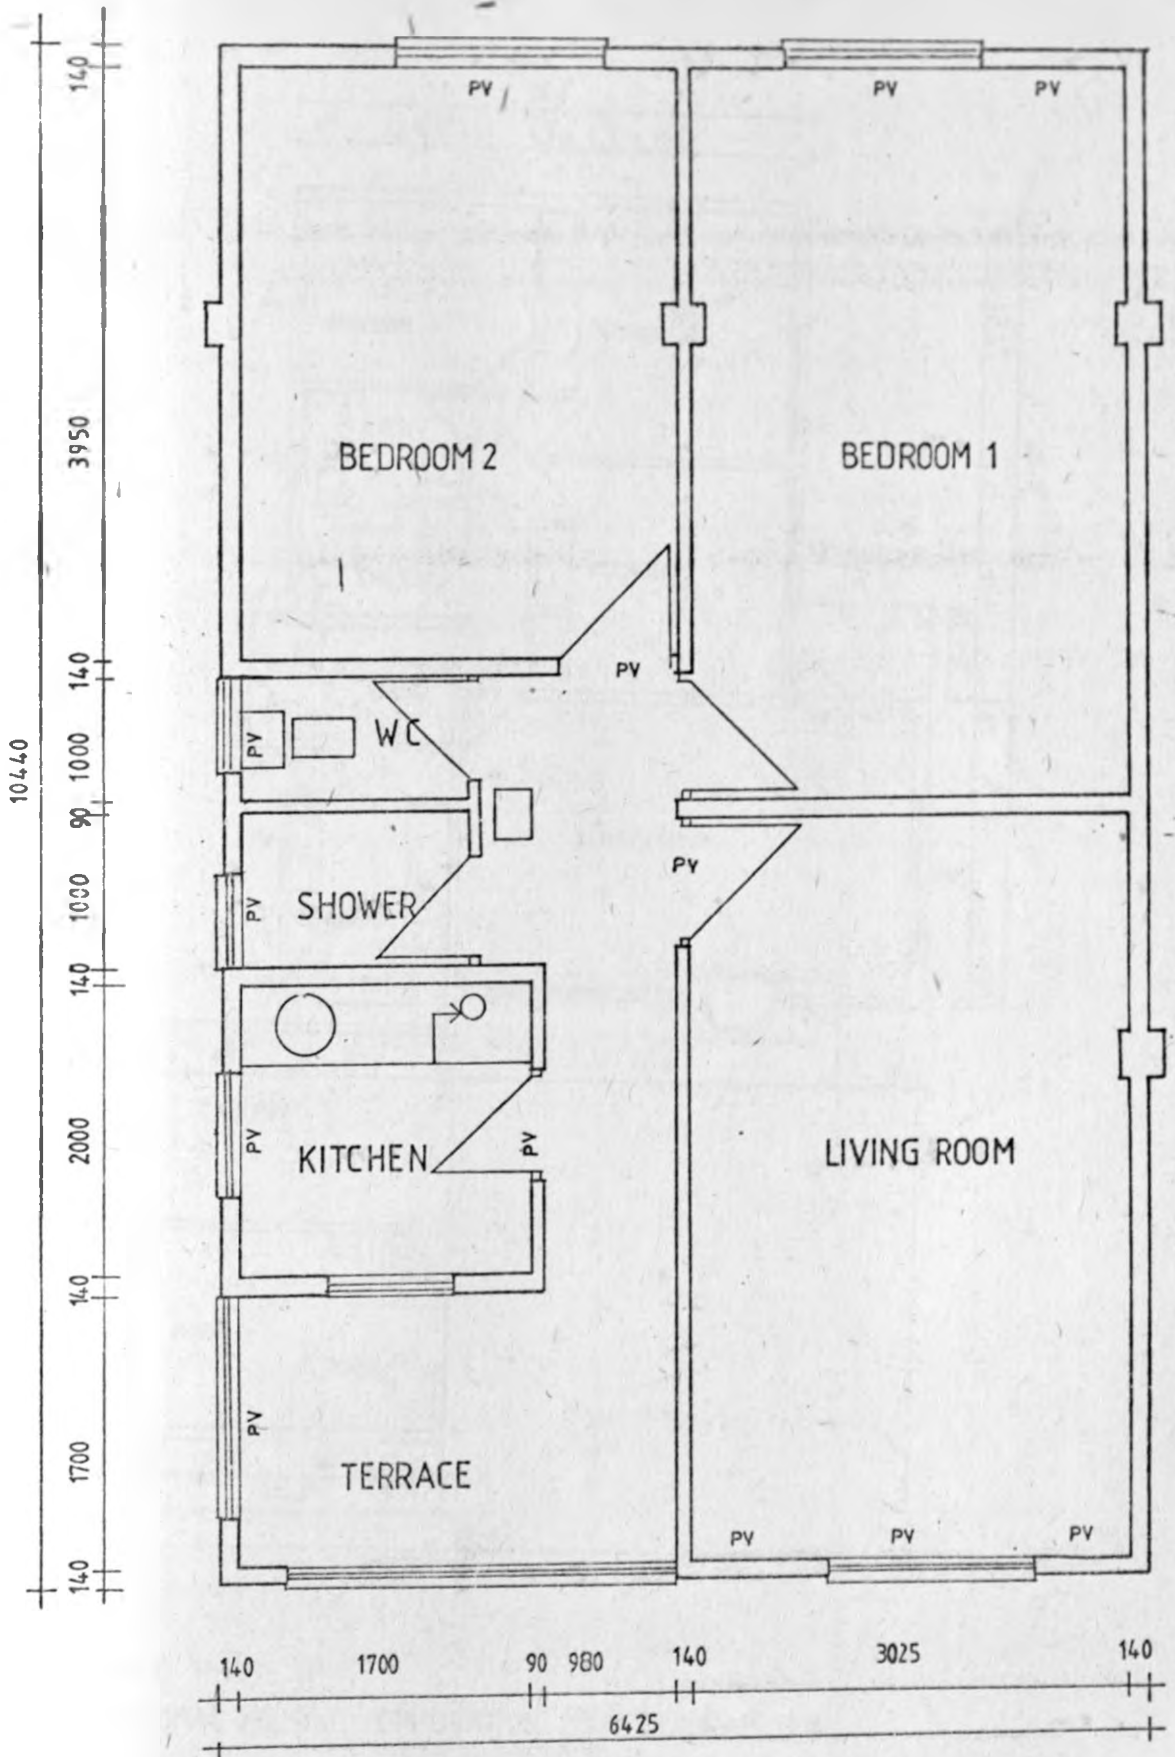 PV
PV
PV
BEDROOM 2
BEDROOM 1
PV
WC
PV
PV
SHOWER
PV
KITCHEN
PV
PV
LIVING ROOM
PV
TERRACE
PV
PV
PV
10440
140
3950
140
1000
90
1000
140
2000
140
1700
140
140
1700
90
980
140
3025
140
6425